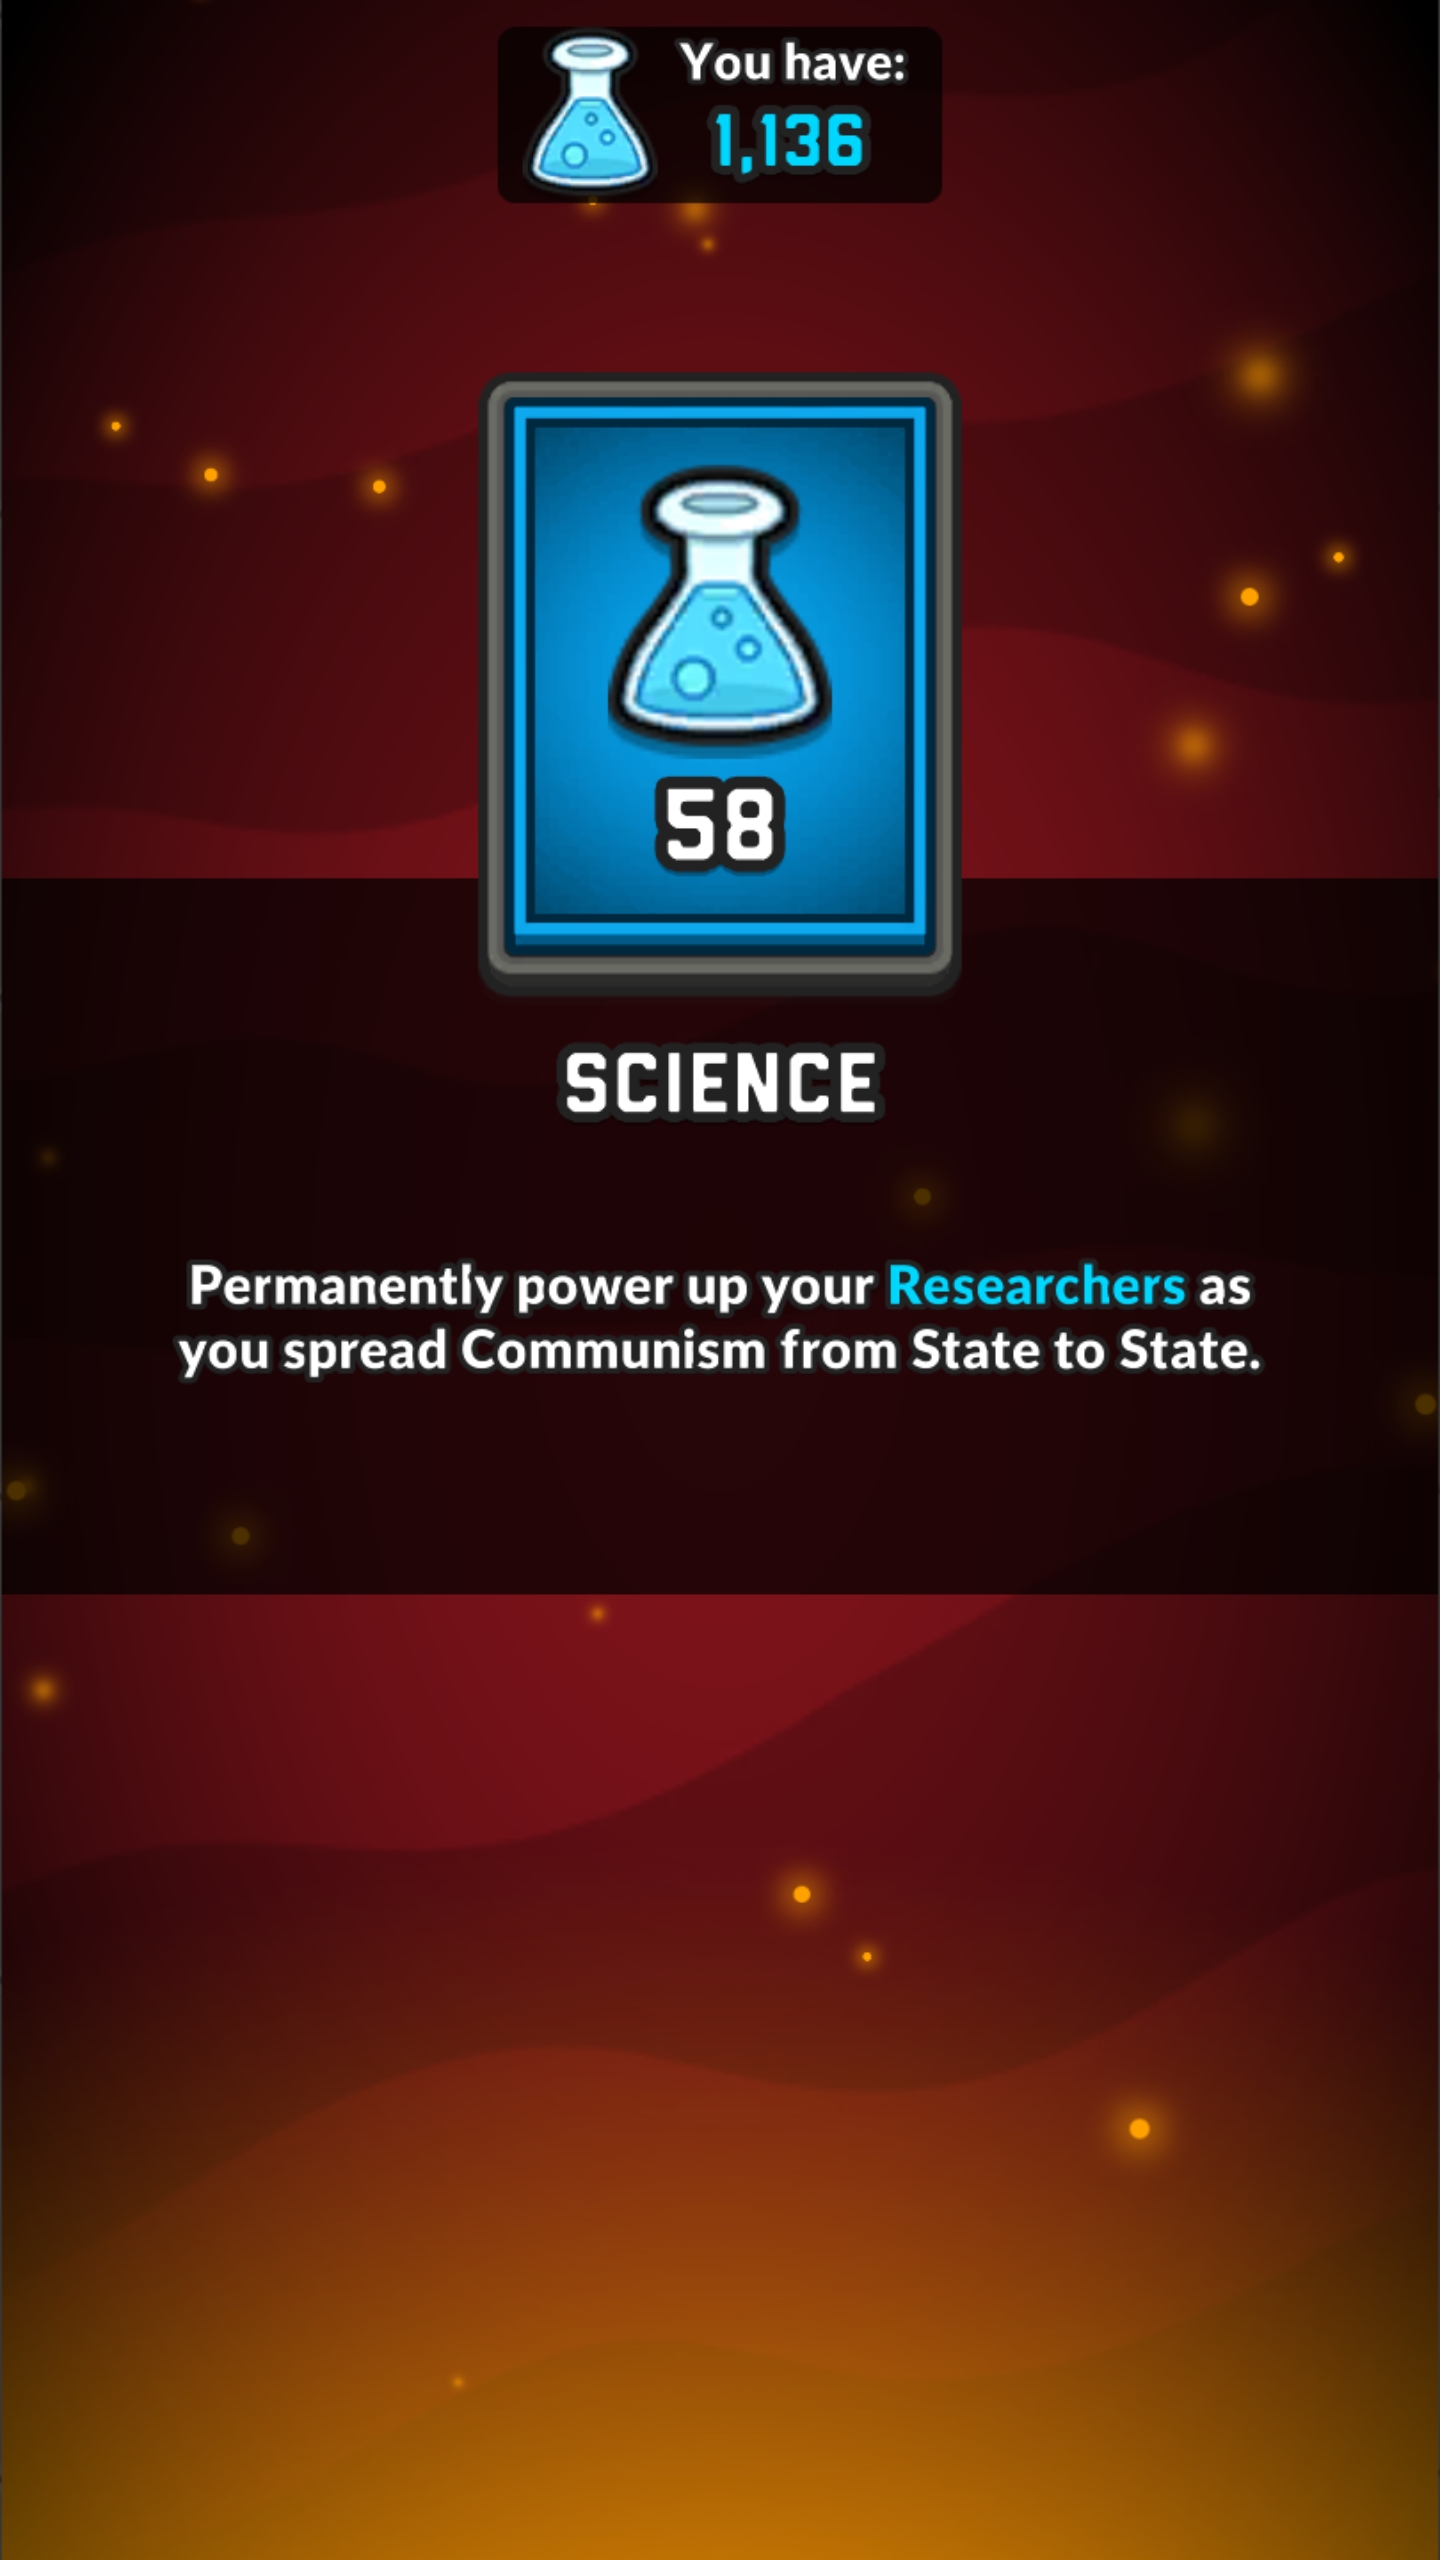 You have:
1,136
58
SCIENCE
Permanently power up your Researchers as
you spread Communism from State to State.